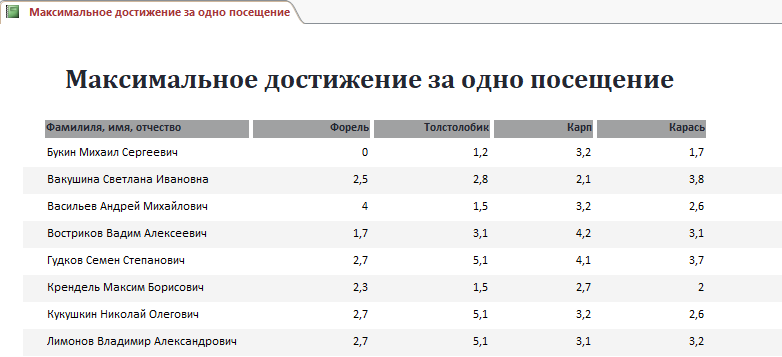 Максимальное достижение за одно посещение
Максимальное достижение за одно посещение
Фамилиля, имя, отчество Форель Толстолобик Карп Карась
Букин Михаил Сергеевич 0 1,2 3,2 1,7
Вакушина Светлана Ивановна 2,5 2,8 2,1 3,8
Васильев Андрей Михайлович 4 1,5 3,2 2,6
Востриков Вадим Алексеевич 1,7 3,1 4,2 3,1
Гудков Семен Степанович 2,7 5,1 4,1 3,7
Крендель Максим Борисович 2,3 1,5 2,7 2
Кукушкин Николай Олегович 2,7 5,1 3,2 2,6
Лимонов Владимир Александрович 2,7 5,1 3,1 3,2